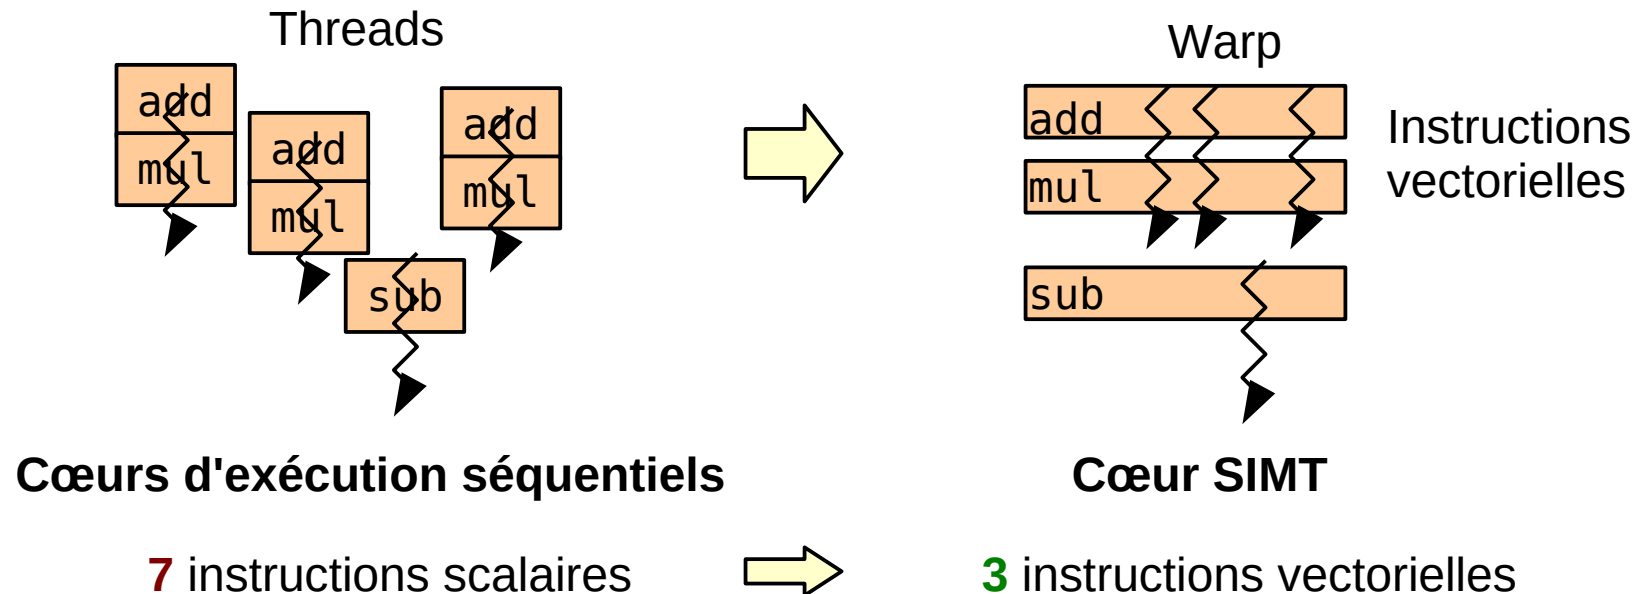 Threads
Warp
add
mul
add
mul
sub
add
mul
add
mul
sub
Instructions
vectorielles
Cœurs d'exécution séquentiels
Cœur SIMT
7 instructions scalaires
3 instructions vectorielles